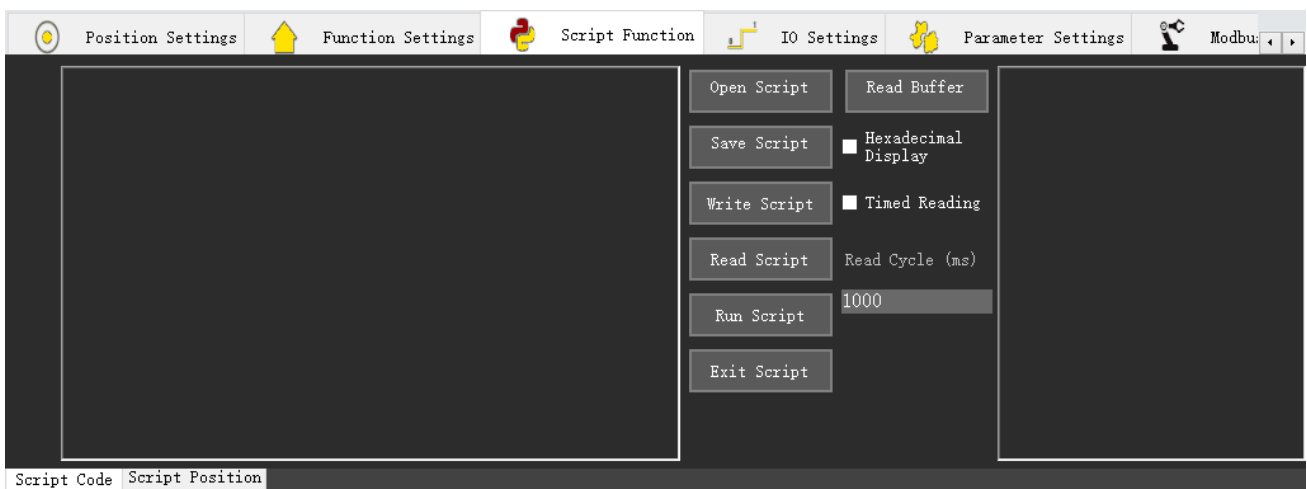 Position Settings
Function Settings
Script Function
IO Settings
Parameter Settings
Modbu
Open Script
Read Buffer
Save Script
Hexadecimal
Display
Write Script
Timed Reading
Read Script
Read Cycle (ms)
Run Script
1000
Exit Script
Script Code
Script Position